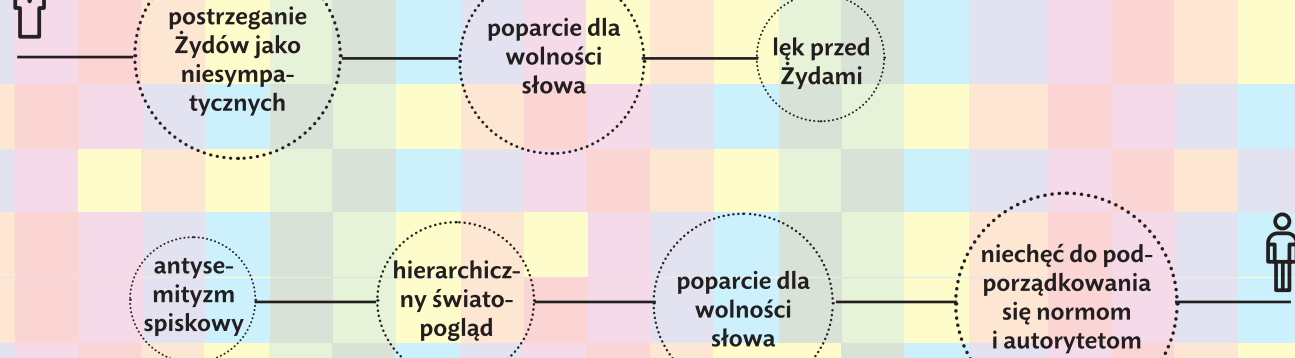 postrzeganie
Żydów jako
niesympa-
tycznych
poparcie dla
wolności
słowa
lęk przed
Żydami
antyse-
mityzm
spiskowy
hierarchicz-
ny świato-
pogląd
poparcie dla
wolności
słowa
niechęć do pod-
porządkowania
się normom
i autorytetom